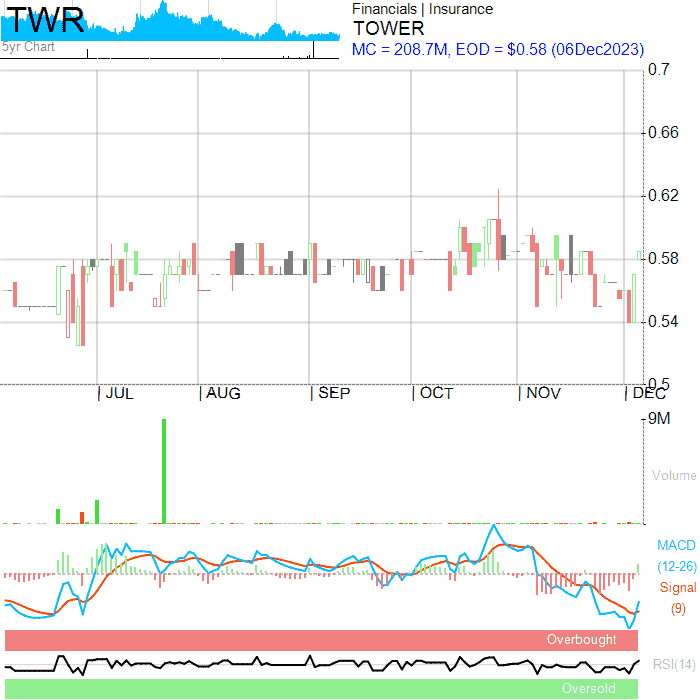 TWR
5yr Chart
Financials | Insurance
TOWER
MC = 208.7M, EOD = $0.58 (06Dec2023)
0.7
0.66
0.62
0.58
0.54
0.5
| JUL | AUG | SEP | OCT | NOV | DEC
9M
Volume
MACD
(12-26)
Signal
(9)
Overbought
RSI(14)
Oversold